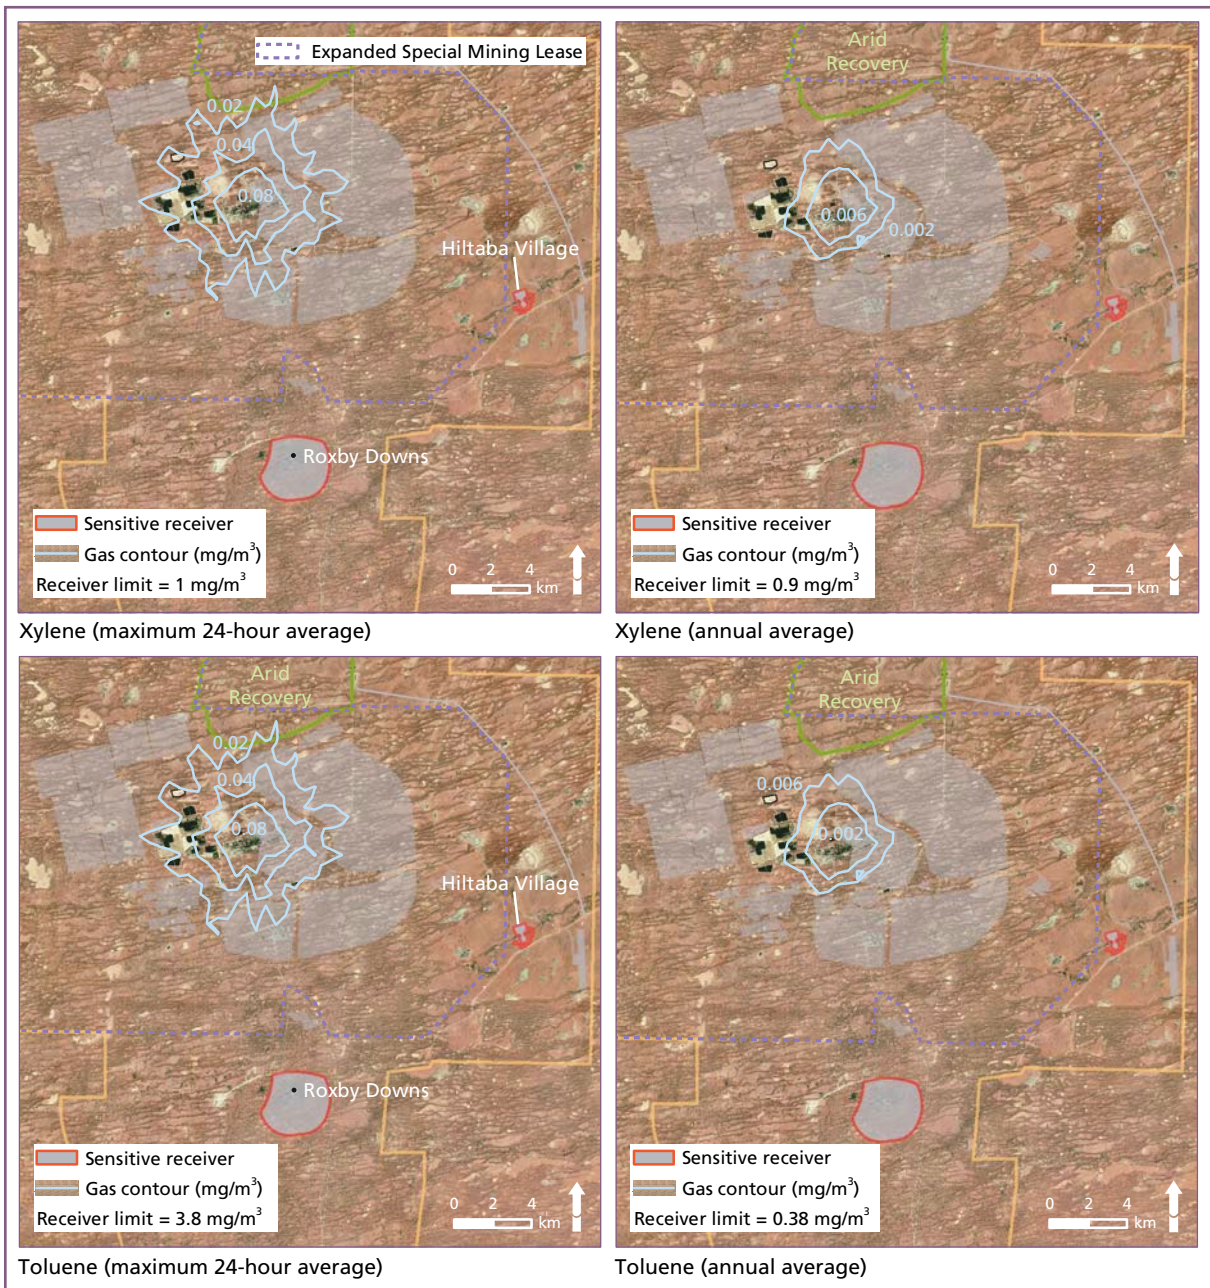 Expanded Special Mining Lease
0.02
0.04
0.08
Hiltaba Village
Roxby Downs
Sensitive receiver
Gas contour (mg/m³)
Receiver limit = 1 mg/m³
0 2 4
km
Xylene (maximum 24-hour average)
Arid
Recovery
0.006
0.002
Sensitive receiver
Gas contour (mg/m³)
Receiver limit = 0.9 mg/m³
0 2 4
km
Xylene (annual average)
Arid
Recovery
0.02
0.04
0.08
Hiltaba Village
Roxby Downs
Sensitive receiver
Gas contour (mg/m³)
Receiver limit = 3.8 mg/m³
0 2 4
km
Toluene (maximum 24-hour average)
Arid
Recovery
0.006
0.002
Sensitive receiver
Gas contour (mg/m³)
Receiver limit = 0.38 mg/m³
0 2 4
km
Toluene (annual average)